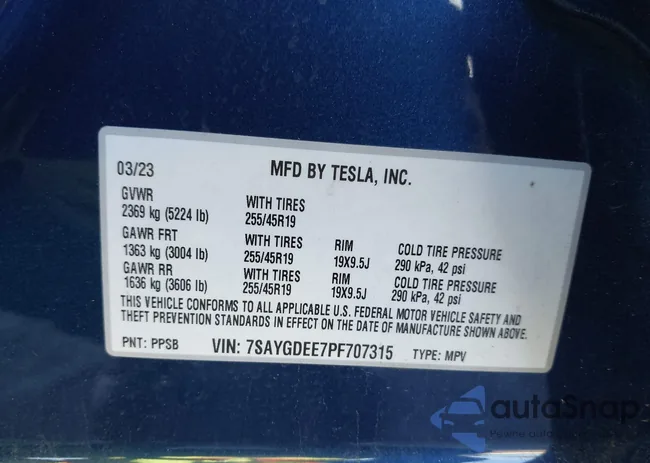 03/23 MFD BY TESLA, INC.
GVWR WITH TIRES
2369 kg (5224 lb) 255/45R19
GAWR FRT WITH TIRES RIM COLD TIRE PRESSURE
1363 kg (3004 lb) 255/45R19 19X9.5J 290 kPa, 42 psi
GAWR RR WITH TIRES RIM COLD TIRE PRESSURE
1636 kg (3606 lb) 255/45R19 19X9.5J 290 kPa, 42 psi
THIS VEHICLE CONFORMS TO ALL APPLICABLE U.S. FEDERAL MOTOR VEHICLE SAFETY AND
THEFT PREVENTION STANDARDS IN EFFECT ON THE DATE OF MANUFACTURE SHOWN ABOVE.
PNT: PPSB VIN: 7SAYGDEE7PF707315 TYPE: MPV
autoSnap
Pewne auto